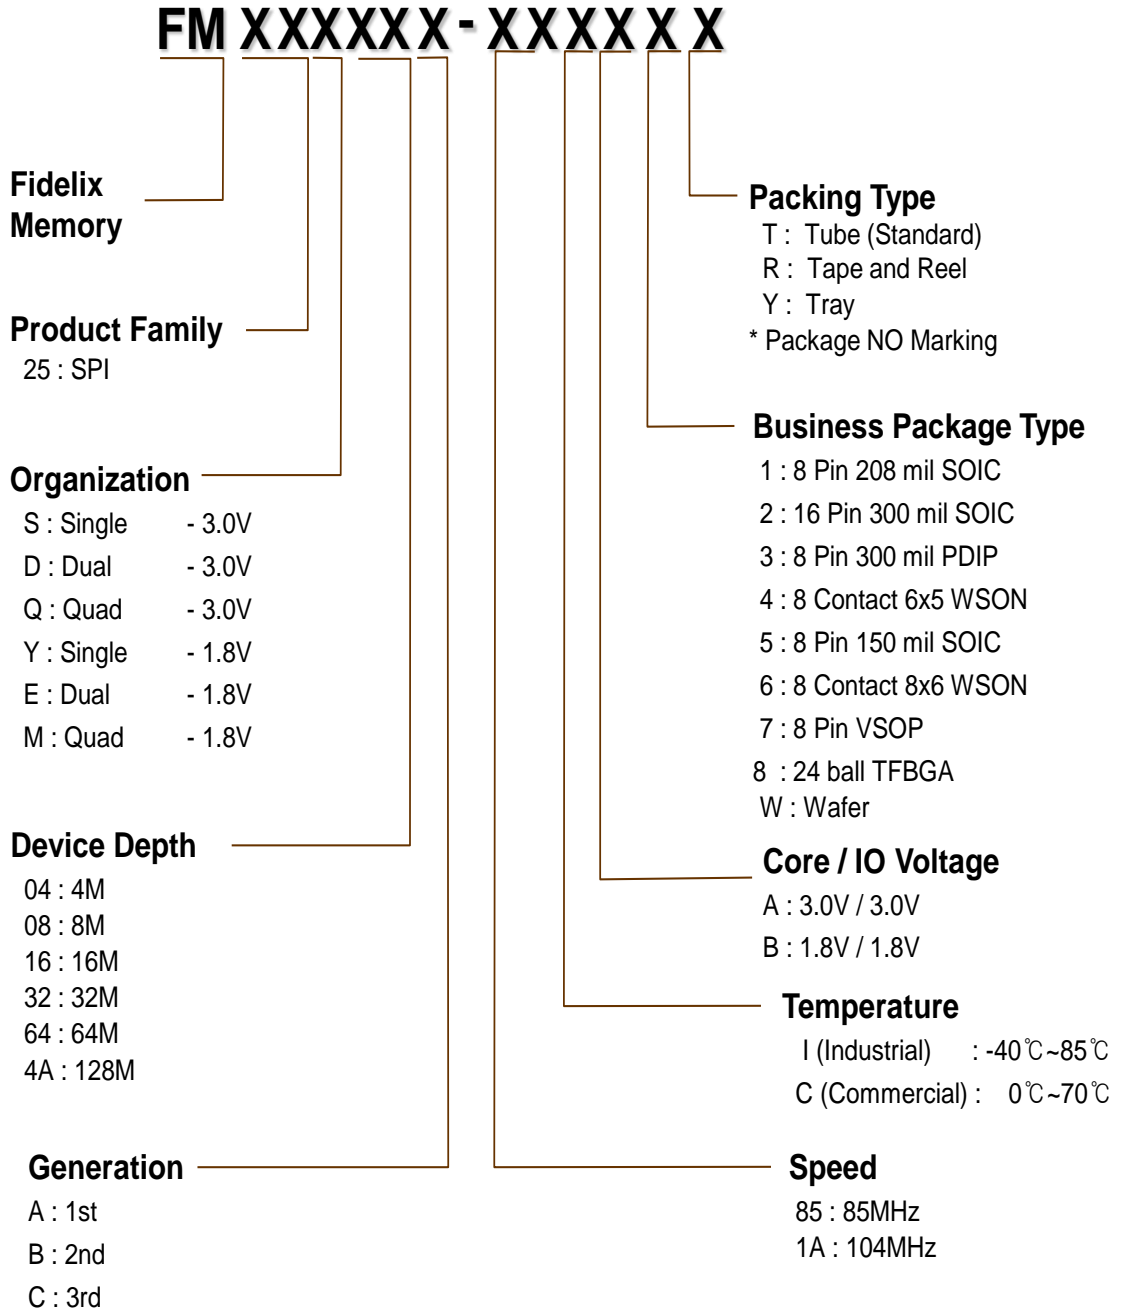 FM XXXXXX - XXXXXX
Fidelix
Memory
Product Family
25 : SPI
Organization
S : Single - 3.0V
D : Dual - 3.0V
Q : Quad - 3.0V
Y : Single - 1.8V
E : Dual - 1.8V
M : Quad - 1.8V
Device Depth
04 : 4M
08 : 8M
16 : 16M
32 : 32M
64 : 64M
4A : 128M
Generation
A : 1st
B : 2nd
C : 3rd
Packing Type
T : Tube (Standard)
R : Tape and Reel
Y : Tray
* Package NO Marking
Business Package Type
1 : 8 Pin 208 mil SOIC
2 : 16 Pin 300 mil SOIC
3 : 8 Pin 300 mil PDIP
4 : 8 Contact 6x5 WSON
5 : 8 Pin 150 mil SOIC
6 : 8 Contact 8x6 WSON
7 : 8 Pin VSOP
8 : 24 ball TFBGA
W : Wafer
Core / IO Voltage
A : 3.0V / 3.0V
B : 1.8V / 1.8V
Temperature
I (Industrial) : -40℃~85℃
C (Commercial) : 0℃~70℃
Speed
85 : 85MHz
1A : 104MHz